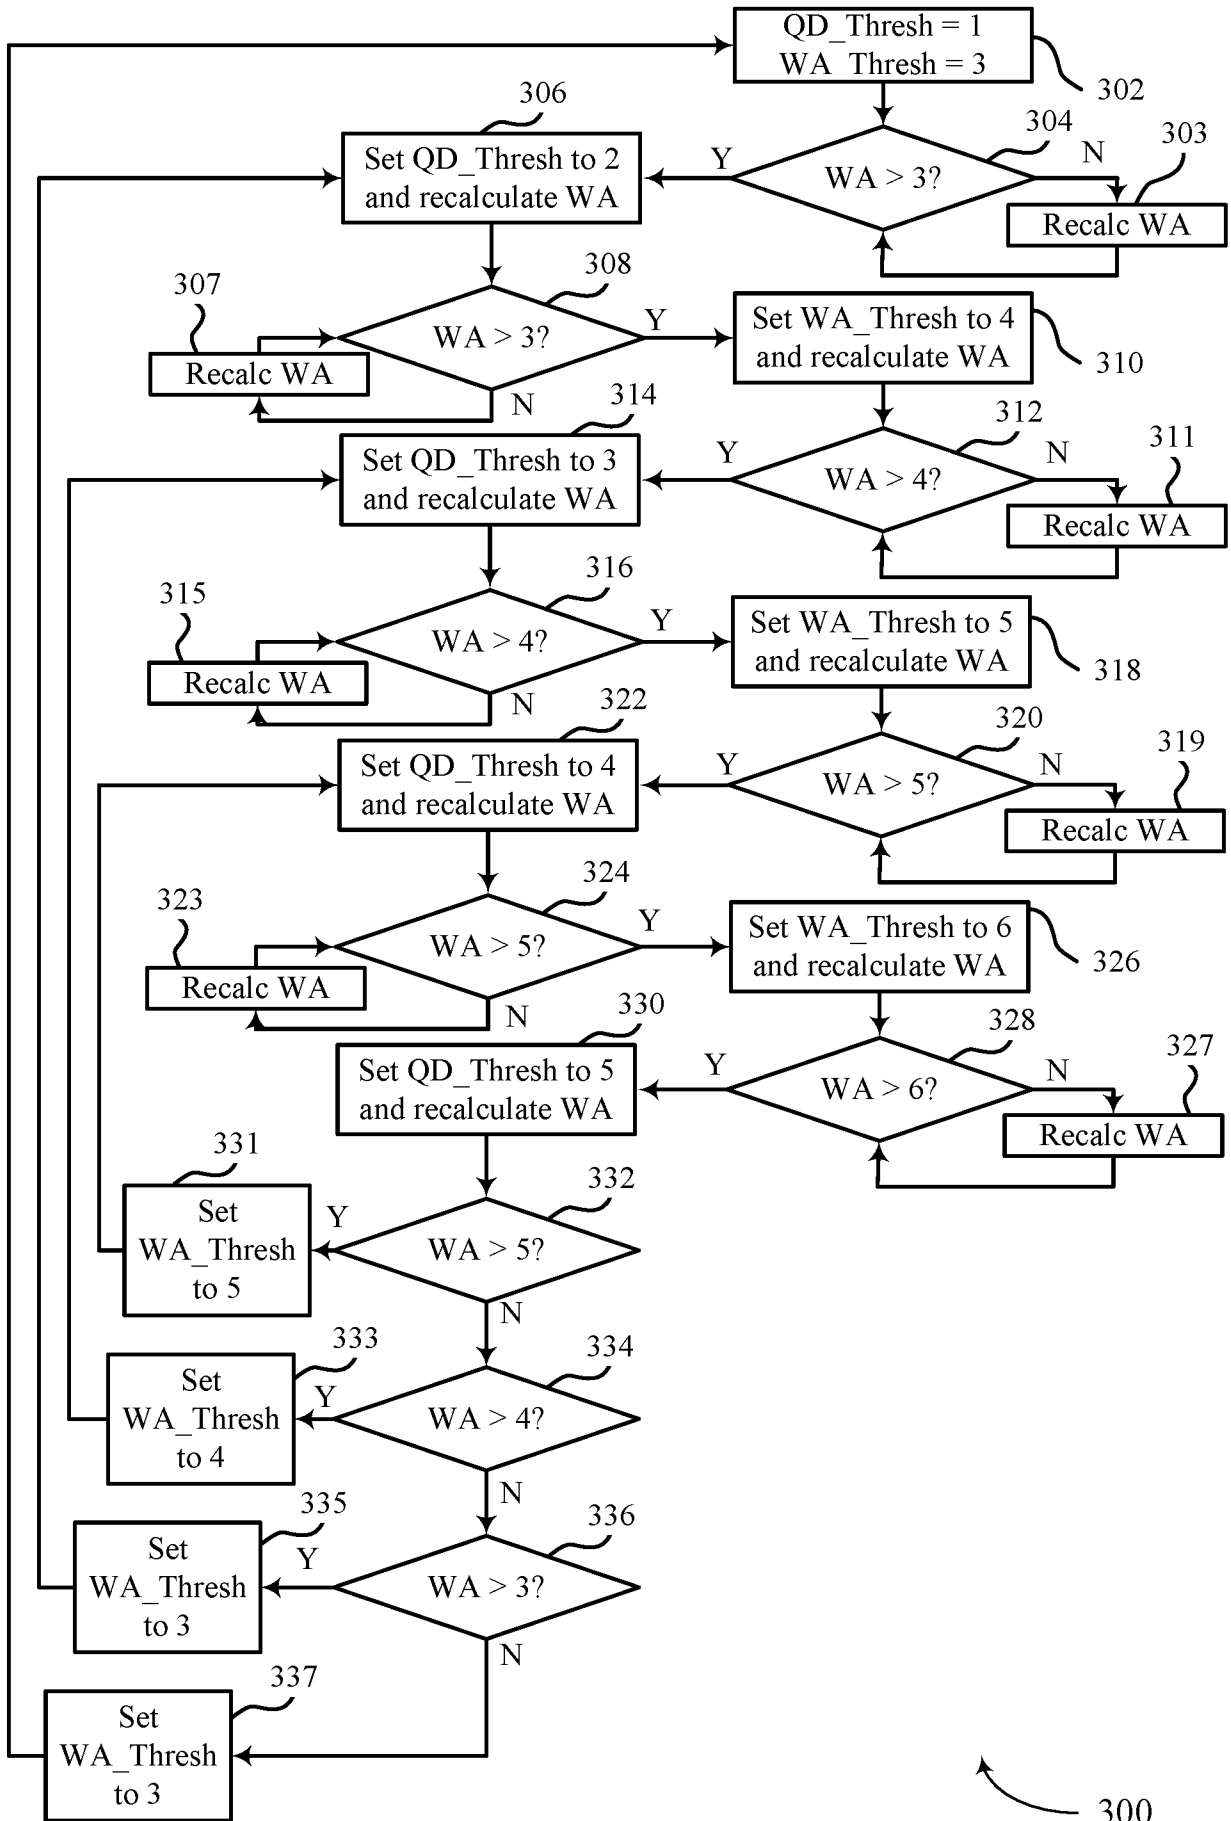 QD_Thresh = 1
WA_Thresh = 3
302
306
304
303
Set QD_Thresh to 2
and recalculate WA
Y
WA > 3?
N
Recalc WA
307
308
WA > 3?
Y
Recalc WA
N
Set WA_Thresh to 4
and recalculate WA
310
314
312
311
Set QD_Thresh to 3
and recalculate WA
Y
WA > 4?
N
Recalc WA
315
316
WA > 4?
Y
Recalc WA
N
Set WA_Thresh to 5
and recalculate WA
318
322
320
319
Set QD_Thresh to 4
and recalculate WA
Y
WA > 5?
N
Recalc WA
323
324
WA > 5?
Y
Recalc WA
N
Set WA_Thresh to 6
and recalculate WA
326
330
328
327
Set QD_Thresh to 5
and recalculate WA
Y
WA > 6?
N
Recalc WA
331
332
Set
WA_Thresh
to 5
Y
WA > 5?
N
333
334
Set
WA_Thresh
to 4
Y
WA > 4?
N
335
336
Set
WA_Thresh
to 3
Y
WA > 3?
N
337
Set
WA_Thresh
to 3
300